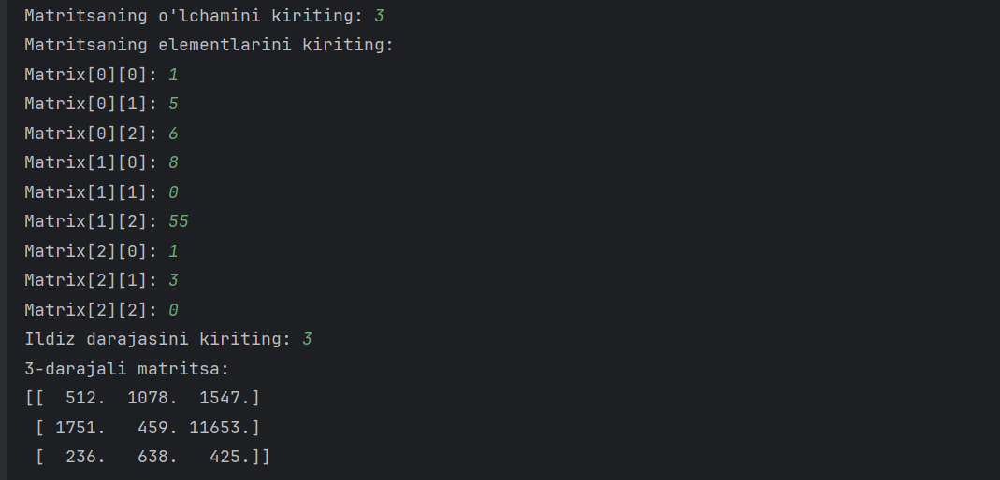 Matritsaning o'lchamini kiriting: 3
Matritsaning elementlarini kiriting:
Matrix[0][0]: 1
Matrix[0][1]: 5
Matrix[0][2]: 6
Matrix[1][0]: 8
Matrix[1][1]: 0
Matrix[1][2]: 55
Matrix[2][0]: 1
Matrix[2][1]: 3
Matrix[2][2]: 0
Ildiz darajasini kiriting: 3
3-darajali matritsa:
[[  512.  1078.  1547.]
 [ 1751.   459. 11653.]
 [  236.   638.   425.]]